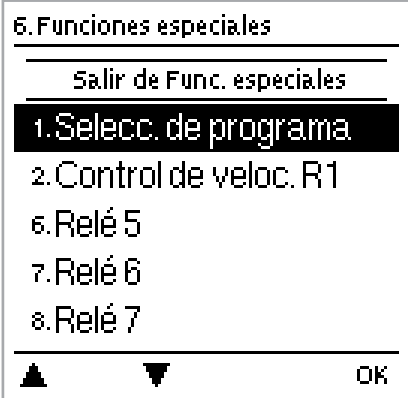 6.Funciones especiales
Salir de Func. especiales
1.Selecc. de programa
2.Control de veloc. R1
6.Relé 5
7.Relé 6
8.Relé 7
▲ ▼ OK